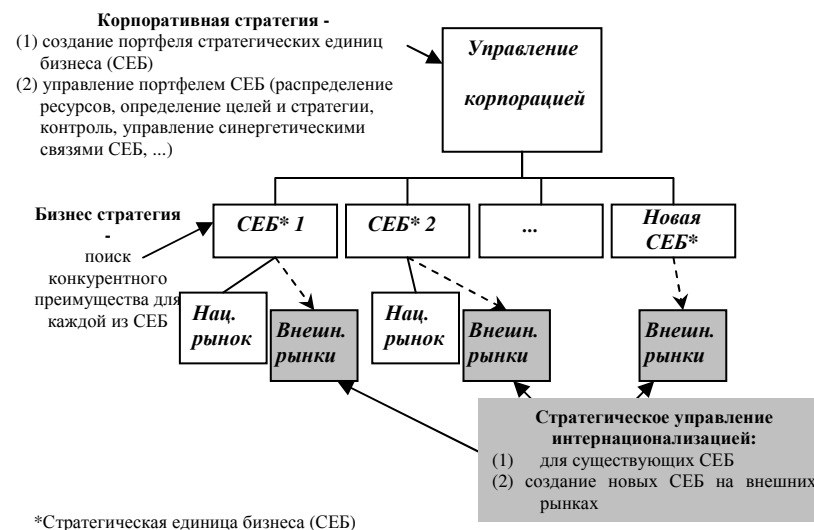 Корпоративная стратегия -
(1) создание портфеля стратегических единиц
бизнеса (СЕБ)
(2) управление портфелем СЕБ (распределение
ресурсов, определение целей и стратегии,
контроль, управление синергетическими
связями СЕБ, ...)
Управление
корпорацией
Бизнес стратегия
-
поиск
конкурентного
преимущества для
каждой из СЕБ
СЕБ* 1
СЕБ* 2
...
Новая
СЕБ*
Нац.
рынок
Внешн.
рынки
Нац.
рынок
Внешн.
рынки
Внешн.
рынки
Стратегическое управление
интернационализацией:
(1) для существующих СЕБ
(2) создание новых СЕБ на внешних
рынках
*Стратегическая единица бизнеса (СЕБ)